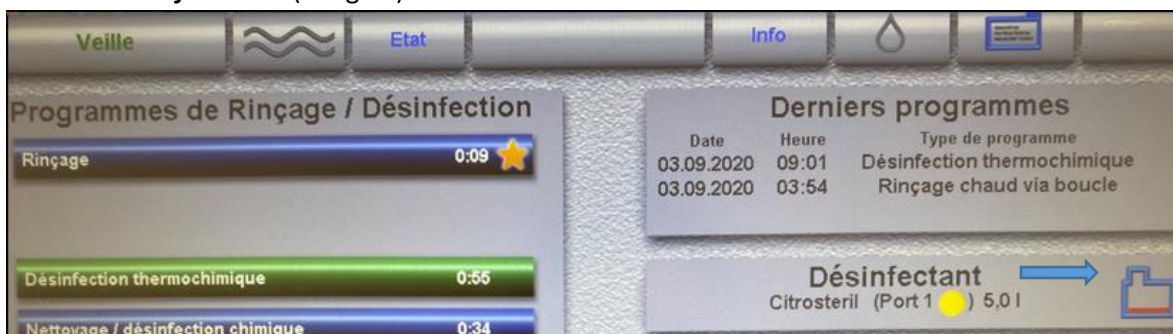 Veille
Etat
Info
Programmes de Rinçage / Désinfection
Rinçage 0:09
Désinfection thermochimique 0:55
Nettoyage / désinfection chimique 0:34
Derniers programmes
Date Heure Type de programme
03.09.2020 09:01 Désinfection thermochimique
03.09.2020 03:54 Rinçage chaud via boucle
Désinfectant
Citrosteril (Port 1 ) 5,0 l